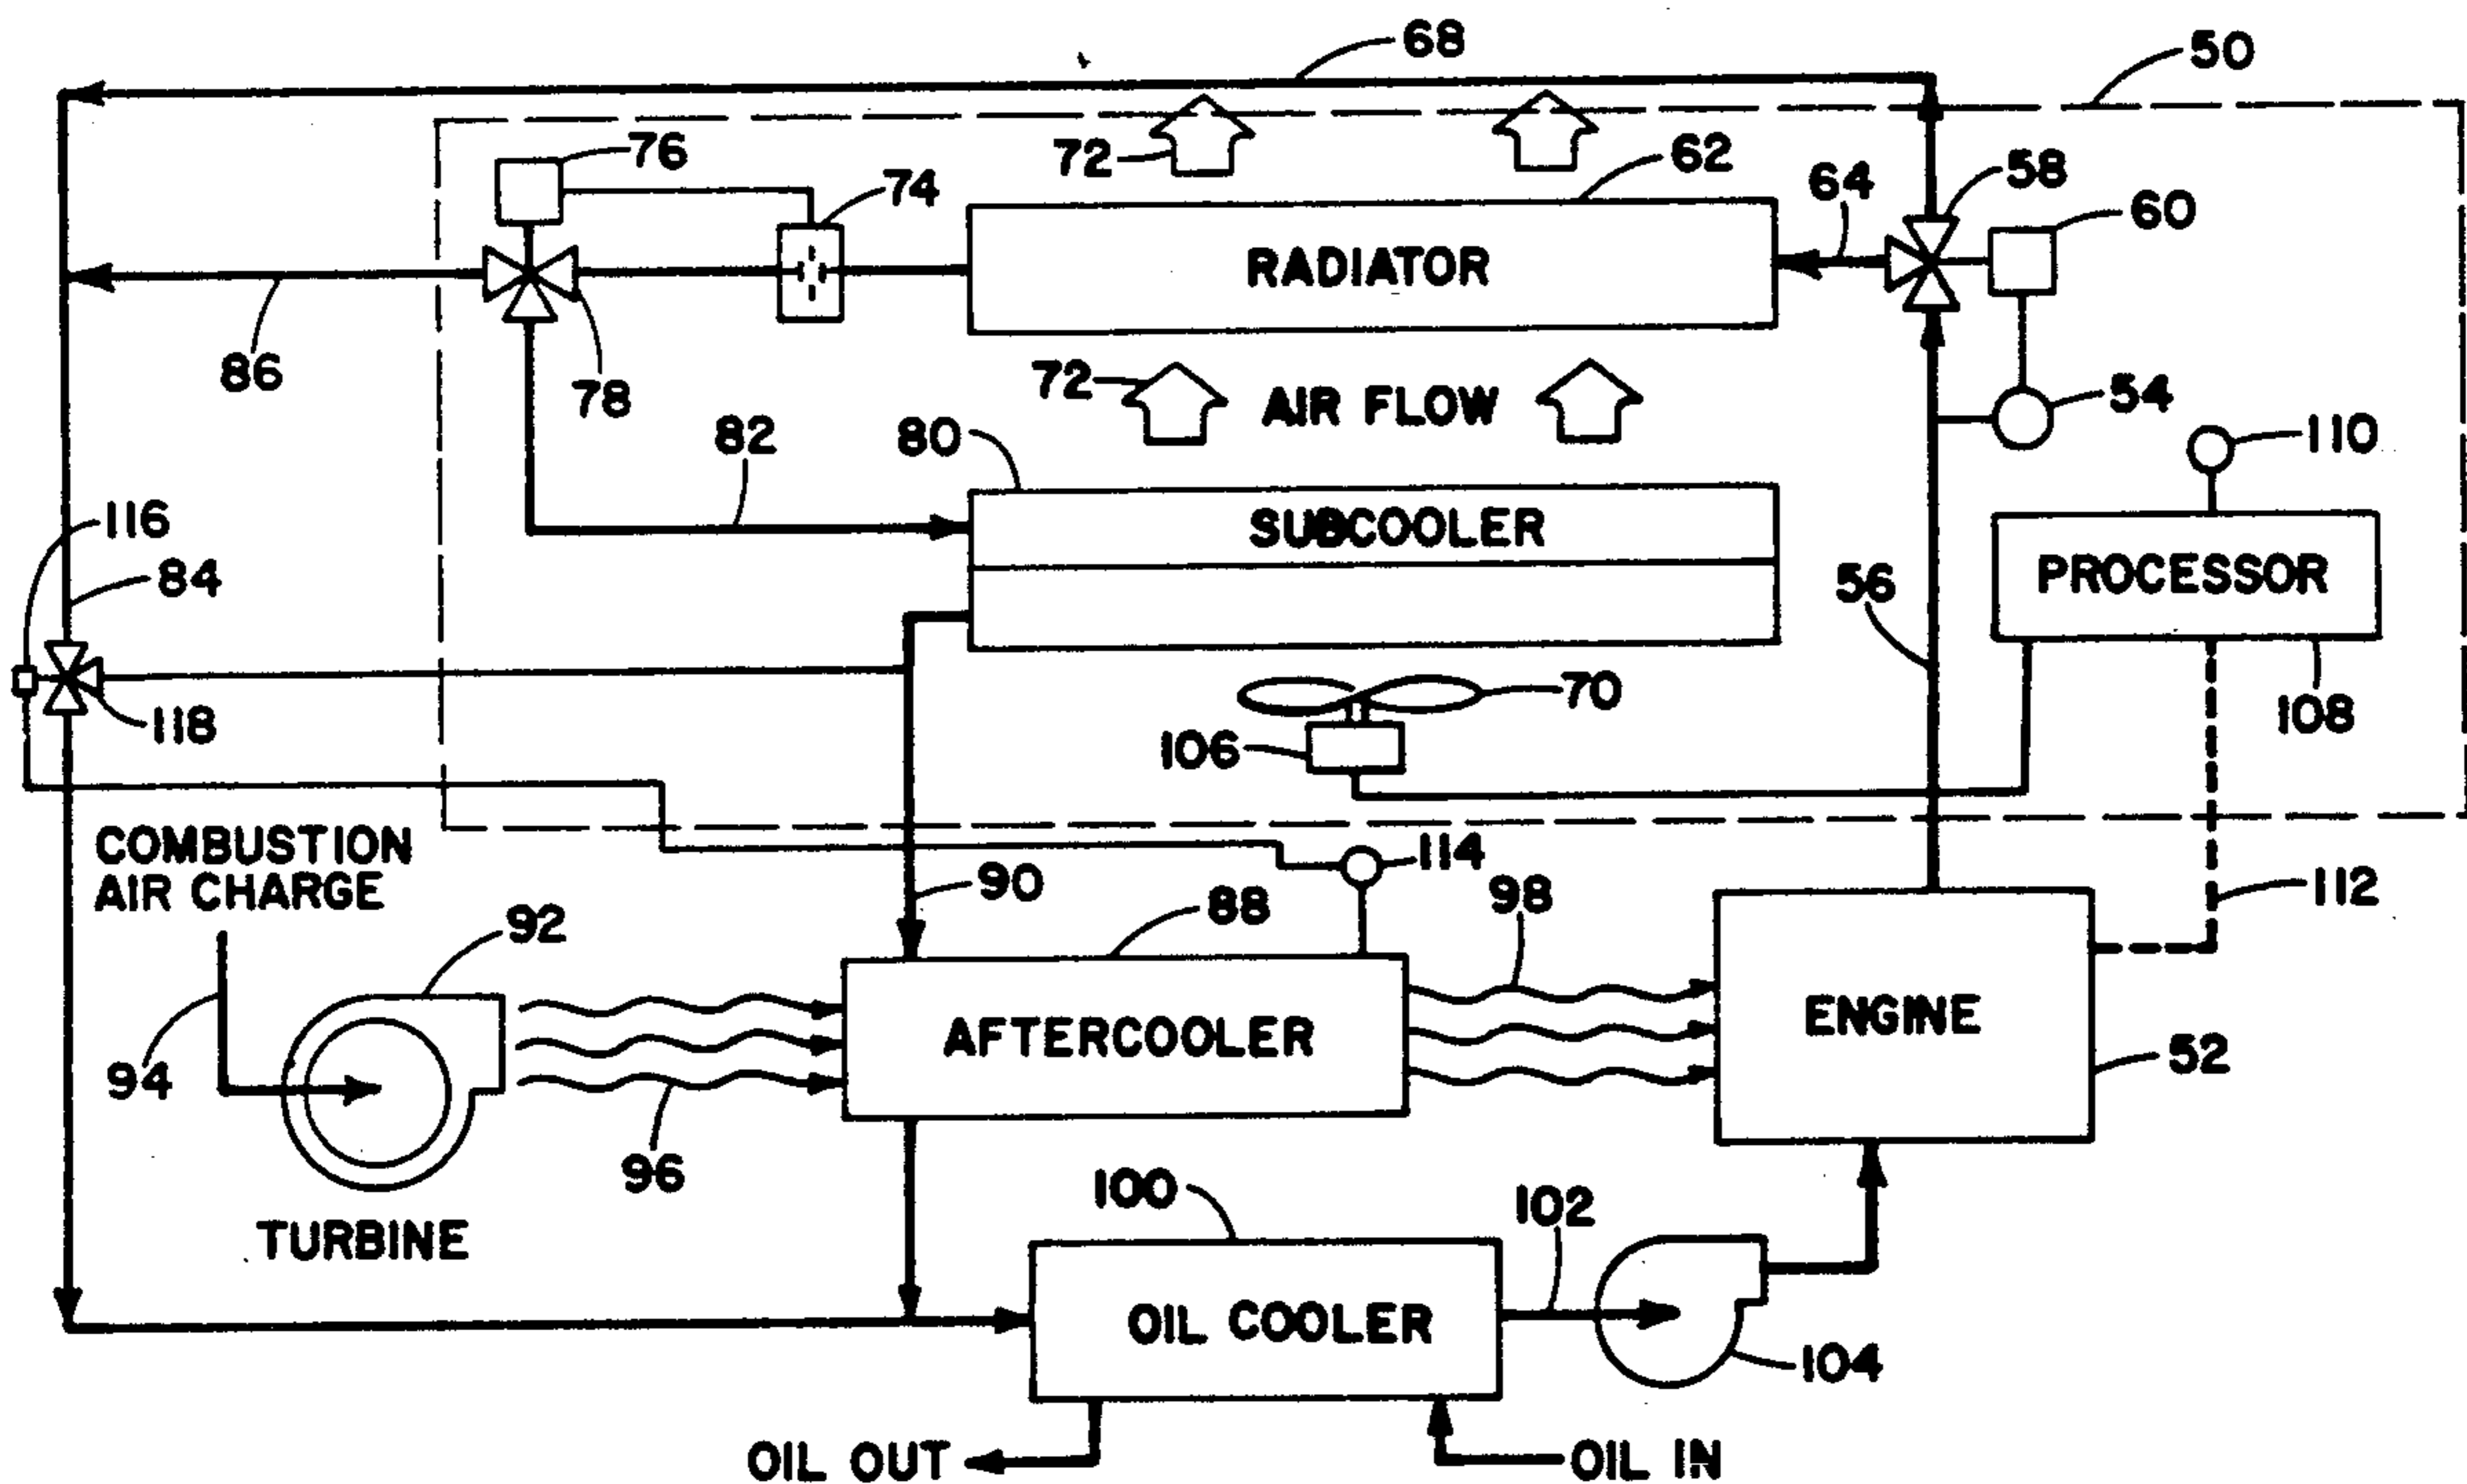 68
50
76
72
62
58
74
64
60
RADIATOR
86
78
72
AIR FLOW
54
82
80
110
116
SUBCOOLER
84
56
PROCESSOR
118
70
106
108
COMBUSTION
AIR CHARGE
114
90
88
98
112
92
94
AFTERCOOLER
ENGINE
52
96
100
102
TURBINE
OIL COOLER
104
OIL OUT
OIL IN